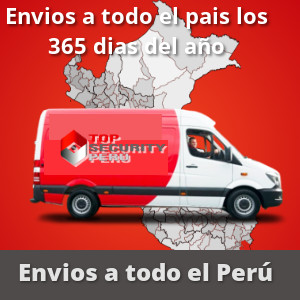 Envios a todo el pais los
365 dias del año
TOP
SECURITY
PERU
Envios a todo el Perú